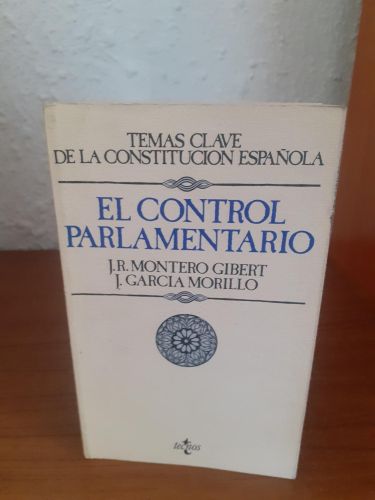 TEMAS CLAVE
DE LA CONSTITUCION ESPAÑOLA
EL CONTROL
PARLAMENTARIO
J.R. MONTERO GIBERT
J. GARCIA MORILLO
tecnos